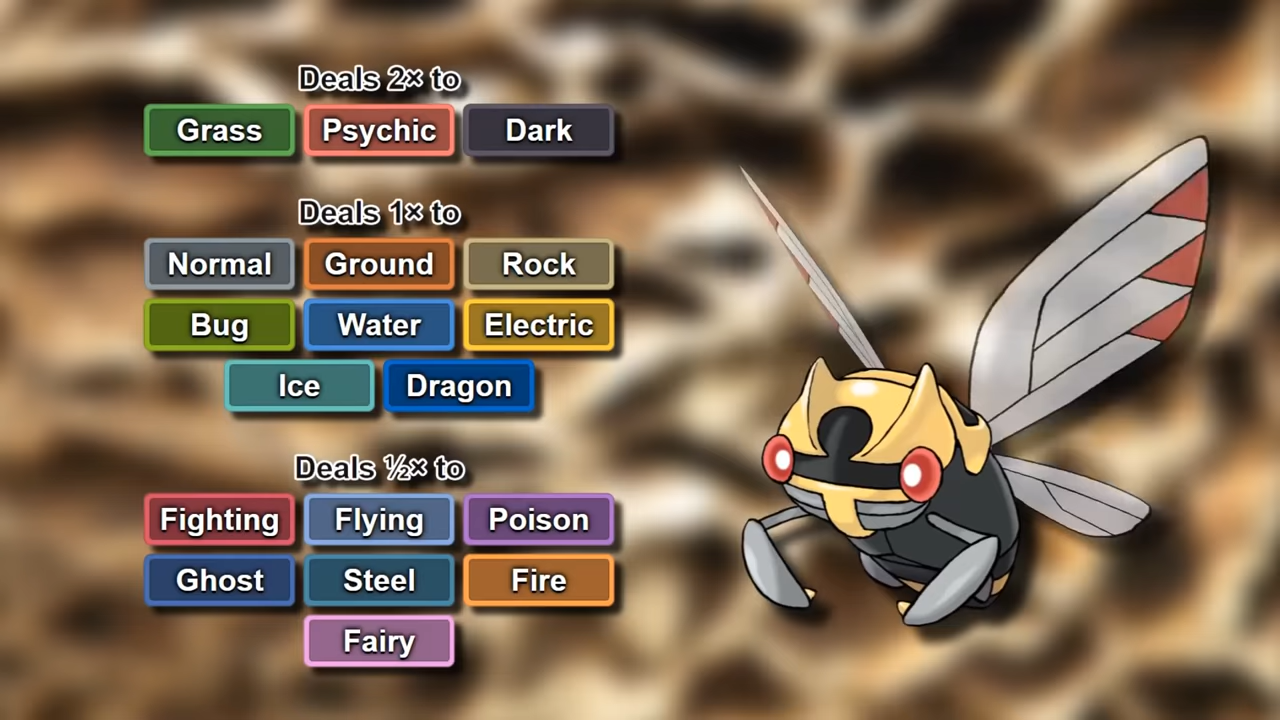 Deals 2× to
Grass Psychic Dark
Deals 1× to
Normal Ground Rock
Bug Water Electric
Ice Dragon
Deals ½× to
Fighting Flying Poison
Ghost Steel Fire
Fairy